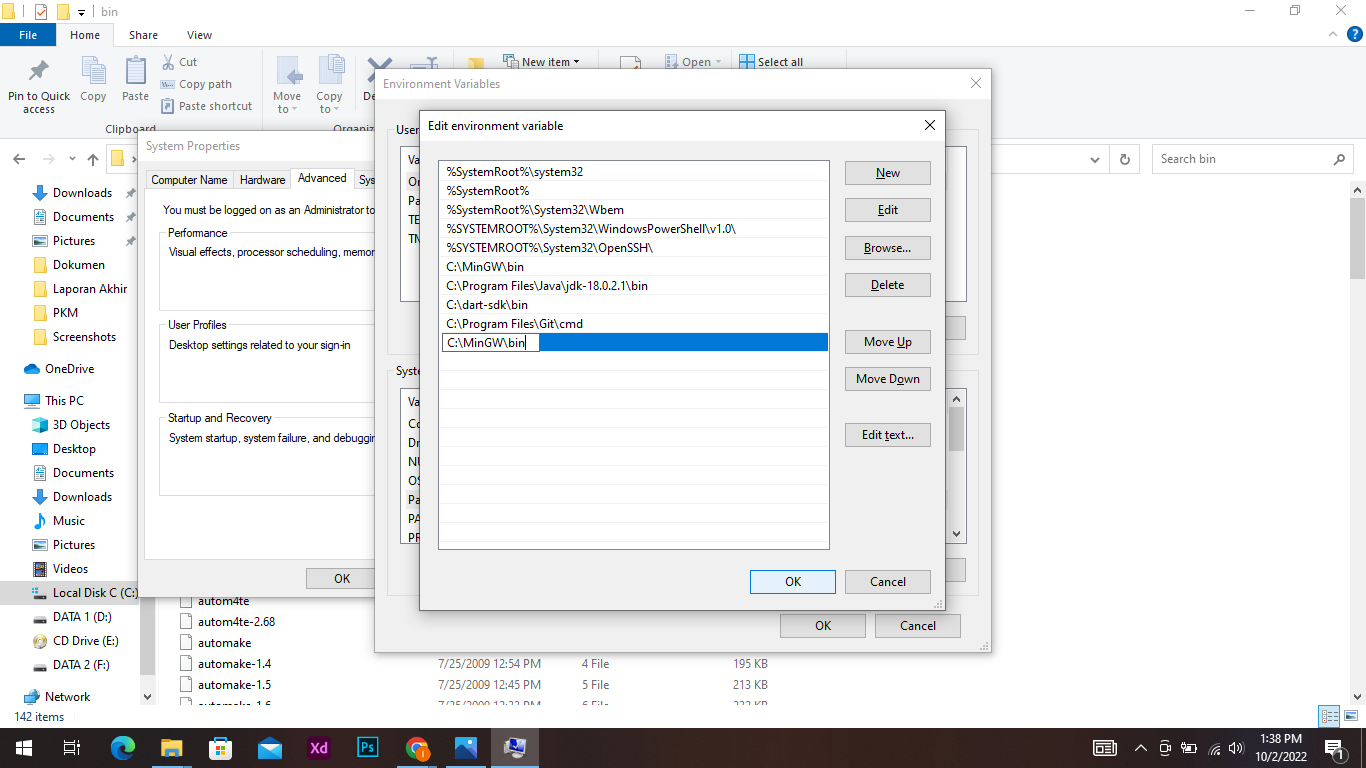 bin
File
Home
Share
View
Pin to Quick access
Copy
Paste
Cut
Copy path
Paste shortcut
Clipboard
Move to
Copy to
New item
Open
Select all
Search bin
Downloads
Documents
Pictures
Dokumen
Laporan Akhir
PKM
Screenshots
OneDrive
This PC
3D Objects
Desktop
Documents
Downloads
Music
Pictures
Videos
Local Disk C (C:)
DATA 1 (D:)
CD Drive (E:)
DATA 2 (F:)
Network
142 items
System Properties
Computer Name
Hardware
Advanced
You must be logged on as an Administrator to
Performance
Visual effects, processor scheduling, memor
User Profiles
Desktop settings related to your sign-in
Startup and Recovery
System startup, system failure, and debuggin
OK
Environment Variables
User
Va
Pa
TE
Syst
Va
Co
Dr
NU
OS
Pa
PA
PR
OK
Cancel
Edit environment variable
%SystemRoot%\system32
%SystemRoot%
%SystemRoot%\System32\Wbem
%SYSTEMROOT%\System32\WindowsPowerShell\v1.0\
%SYSTEMROOT%\System32\OpenSSH\
C:\MinGW\bin
C:\Program Files\Java\jdk-18.0.2.1\bin
C:\dart-sdk\bin
C:\Program Files\Git\cmd
C:\MinGW\bin
New
Edit
Browse...
Delete
Move Up
Move Down
Edit text...
OK
Cancel
autom4te
autom4te-2.68
automake
automake-1.4 7/25/2009 12:54 PM 4 File 195 KB
automake-1.5 7/25/2009 12:45 PM 5 File 213 KB
Xd
Ps
1:38 PM
10/2/2022
1